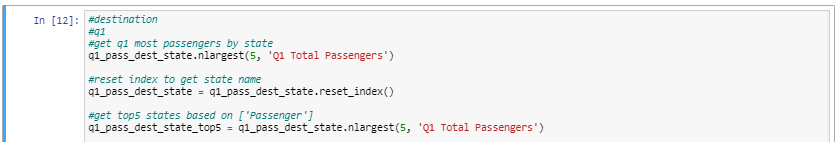 In [12]:
#destination
#q1
#get q1 most passengers by state
q1_pass_dest_state.nlargest(5, 'Q1 Total Passengers')
#reset index to get state name
q1_pass_dest_state = q1_pass_dest_state.reset_index()
#get top5 states based on ['Passenger']
q1_pass_dest_state_top5 = q1_pass_dest_state.nlargest(5, 'Q1 Total Passengers')